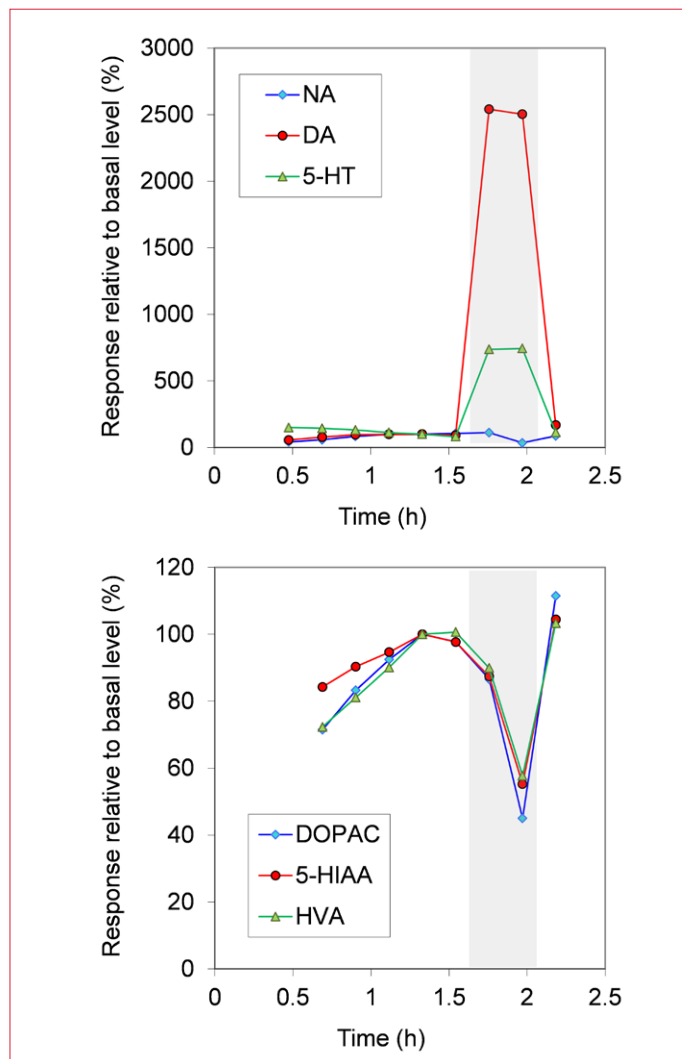 Response relative to basal level (%)
3000
2500
2000
1500
1000
500
0
NA
DA
5-HT
0
0.5
1
1.5
2
2.5
Time (h)
Response relative to basal level (%)
120
100
80
60
40
20
0
DOPAC
5-HIAA
HVA
0
0.5
1
1.5
2
2.5
Time (h)